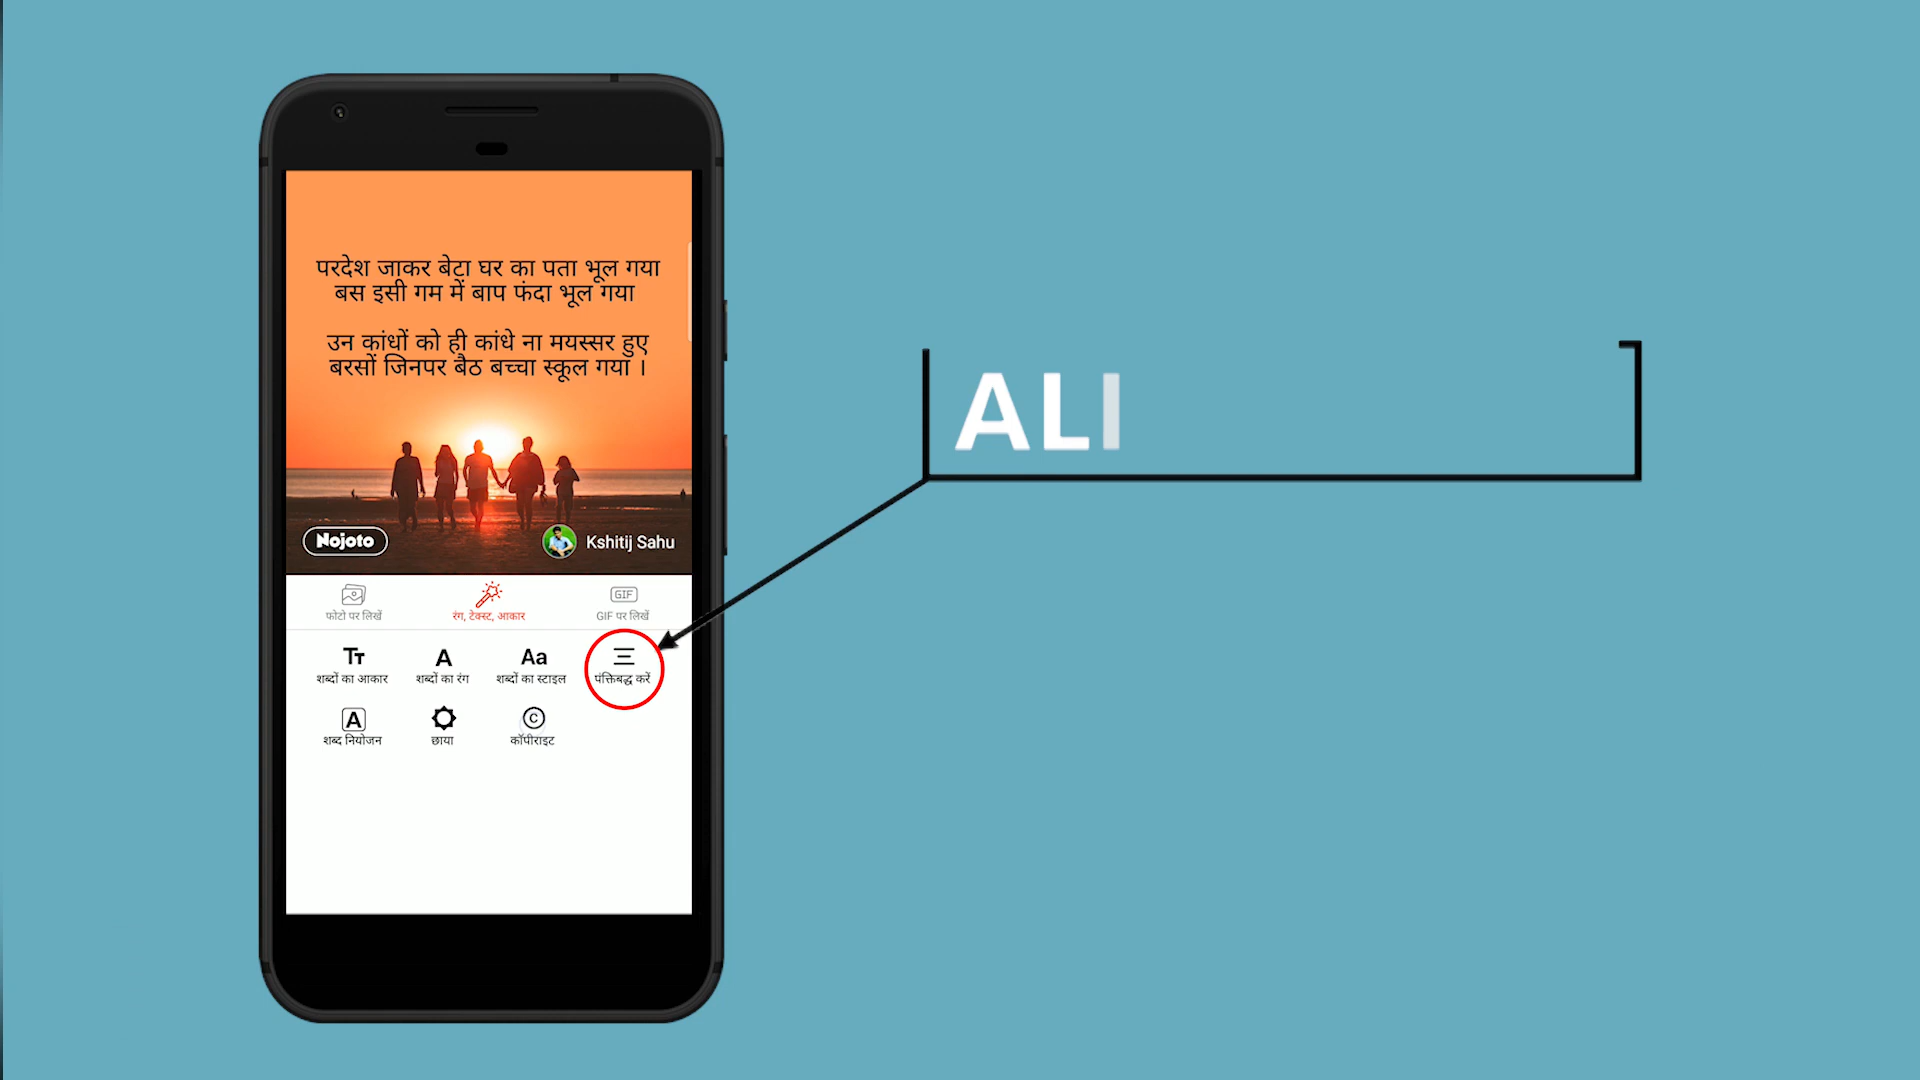 परदेश जाकर बेटा घर का पता भूल गया
बस इसी गम में बाप फंदा भूल गया
उन कांधों को ही कांधे ना मयस्सर हुए
बरसों जिनपर बैठ बच्चा स्कूल गया ।
Nojoto
Kshitij Sahu
GIF
फोटो पर लिखें
रंग, टेक्स्ट, आकार
GIF पर लिखें
TT
A
Aa
शब्दों का आकार
शब्दों का रंग
शब्दों का स्टाइल
पंक्तिबद्ध करें
A
C
शब्द नियोजन
छाया
कॉपीराइट
ALI